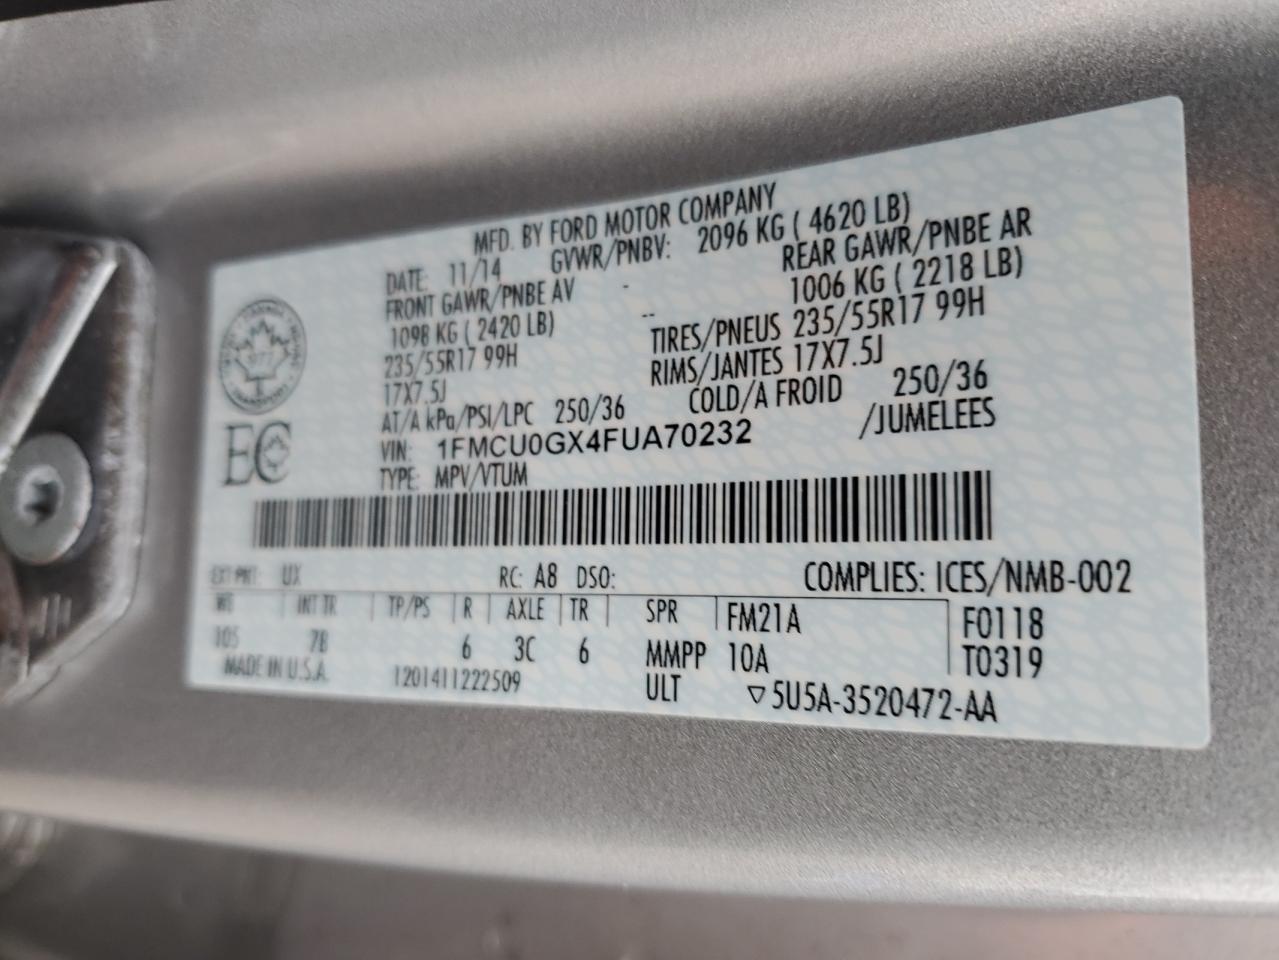 MFD. BY FORD MOTOR COMPANY
DATE: 11/14 GVWR/PNBV: 2096 KG ( 4620 LB)
FRONT GAWR/PNBE AV - REAR GAWR/PNBE AR
1098 KG ( 2420 LB) -- 1006 KG ( 2218 LB)
235/55R17 99H TIRES/PNEUS 235/55R17 99H
17X7.5J RIMS/JANTES 17X7.5J
AT/A kPa/PSI/LPC 250/36 COLD/A FROID 250/36
VIN: 1FMCU0GX4FUA70232 /JUMELEES
TYPE: MPV/VTUM
EC
EXT PNT: UX RC: A8 DSO: COMPLIES: ICES/NMB-002
WB INT TR TP/PS R AXLE TR SPR FM21A F0118
105 7B 6 3C 6 MMPP 10A T0319
MADE IN U.S.A. 1201411222509 ULT ▽5U5A-3520472-AA